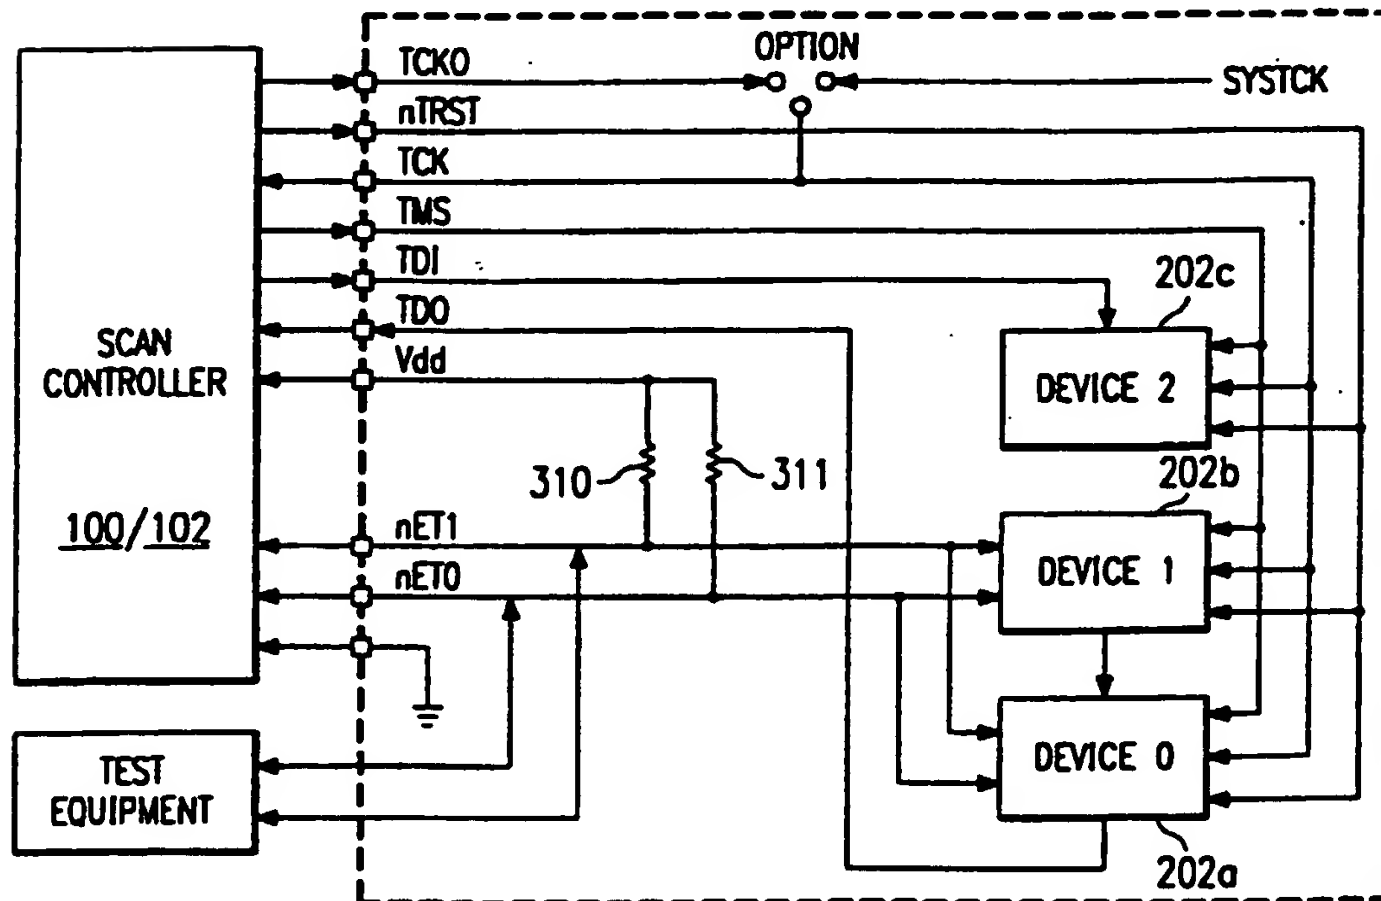 OPTION
TCKO
SYSTCK
nTRST
TCK
TMS
TDI
TDO
Vdd
202c
SCAN
CONTROLLER
DEVICE 2
310
311
202b
100/102
nET1
nET0
DEVICE 1
TEST
EQUIPMENT
DEVICE 0
202a